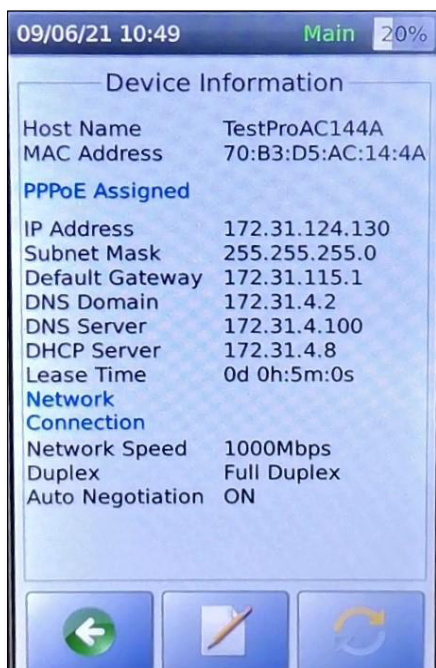 09/06/21 10:49 Main 20%
Device Information
Host Name TestProAC144A
MAC Address 70:B3:D5:AC:14:4A
PPPoE Assigned
IP Address 172.31.124.130
Subnet Mask 255.255.255.0
Default Gateway 172.31.115.1
DNS Domain 172.31.4.2
DNS Server 172.31.4.100
DHCP Server 172.31.4.8
Lease Time 0d 0h:5m:0s
Network
Connection
Network Speed 1000Mbps
Duplex Full Duplex
Auto Negotiation ON